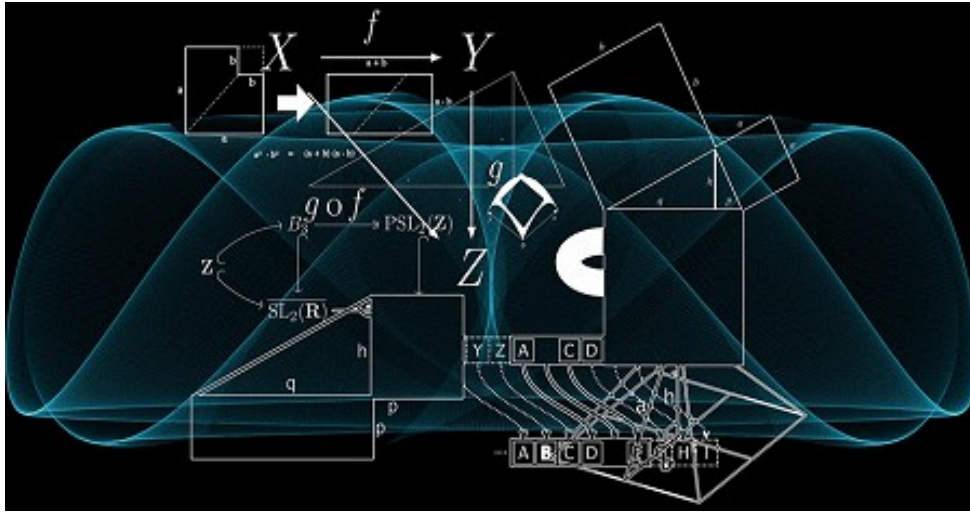 X f Y
a + b
b
b
a
a - b
a
a² - b² = (a + b)(a - b)
g
g o f
B₃ PSL₂(Z)
Z
Z
SL₂(R)
h
Y Z A C D
q
p
p
a h
A B C D E G H I